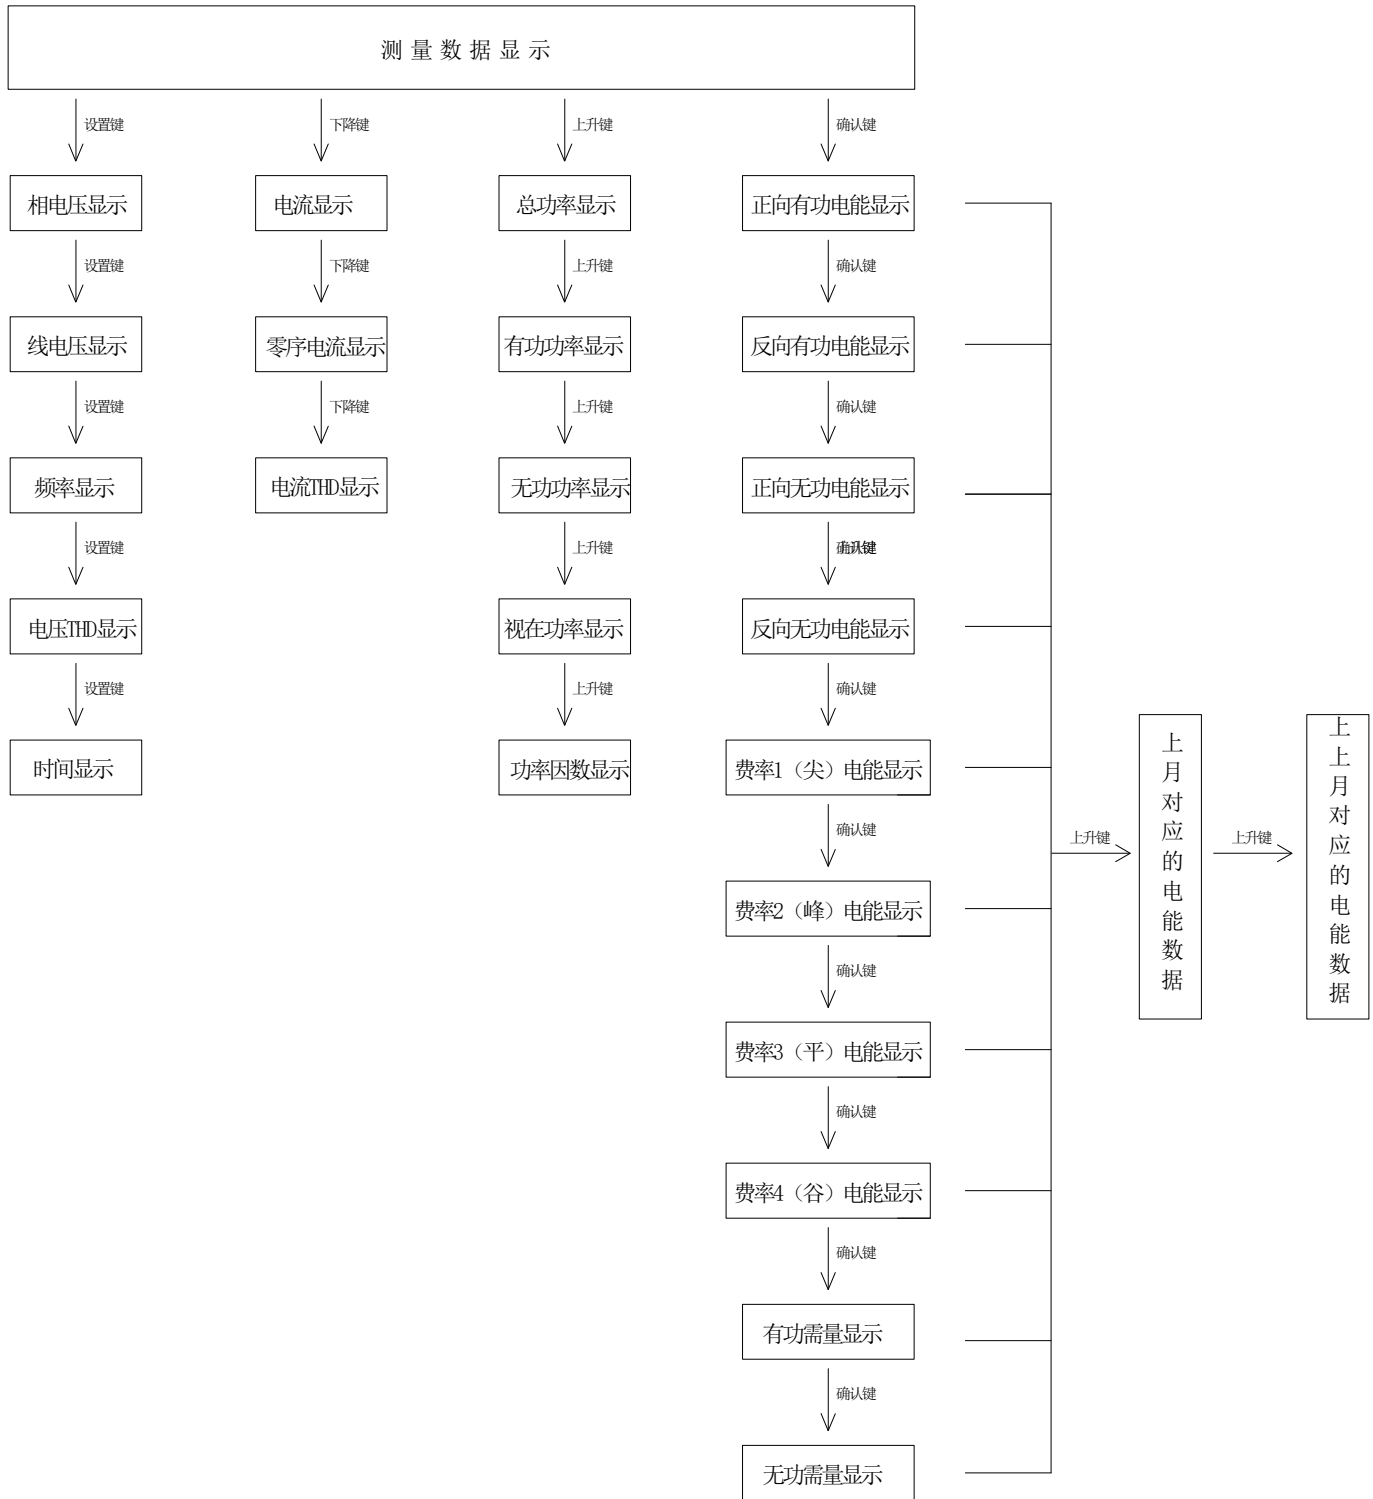 测量数据显示
设置键
下降键
上升键
确认键
相电压显示
电流显示
总功率显示
正向有功电能显示
设置键
下降键
上升键
确认键
线电压显示
零序电流显示
有功功率显示
反向有功电能显示
设置键
下降键
上升键
确认键
频率显示
电流THD显示
无功功率显示
正向无功电能显示
设置键
上升键
确认键
电压THD显示
视在功率显示
反向无功电能显示
设置键
上升键
确认键
时间显示
功率因数显示
费率1（尖）电能显示
确认键
费率2（峰）电能显示
确认键
费率3（平）电能显示
确认键
费率4（谷）电能显示
确认键
有功需量显示
确认键
无功需量显示
上升键
上月对应的电能数据
上升键
上上月对应的电能数据